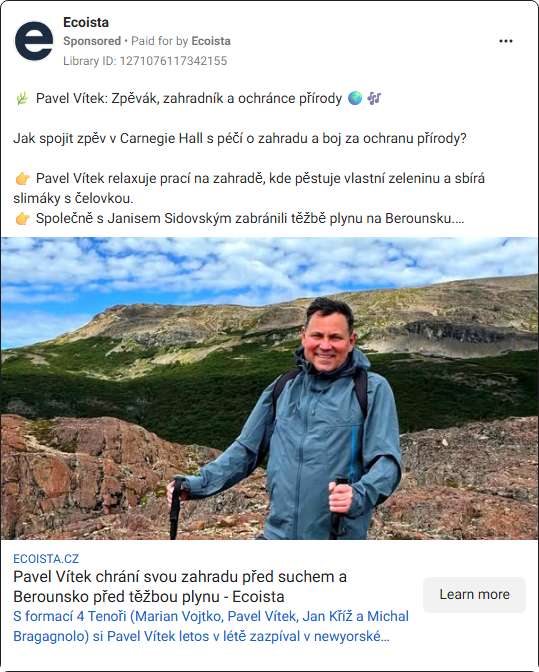 Ecoista
Sponsored • Paid for by Ecoista
Library ID: 1271076117342155
🌿 Pavel Vítek: Zpěvák, zahradník a ochránce přírody 🌍 🎶
Jak spojit zpěv v Carnegie Hall s péčí o zahradu a boj za ochranu přírody?
👉 Pavel Vítek relaxuje prací na zahradě, kde pěstuje vlastní zeleninu a sbírá
slimáky s čelovkou.
👉 Společně s Janisem Sidovským zabránili těžbě plynu na Berounsku....
ECOISTA.CZ
Pavel Vítek chrání svou zahradu před suchem a
Berounsko před těžbou plynu - Ecoista
Learn more
S formací 4 Tenoři (Marian Vojtko, Pavel Vítek, Jan Kříž a Michal
Bragagnolo) si Pavel Vítek letos v létě zazpíval v newyorské...